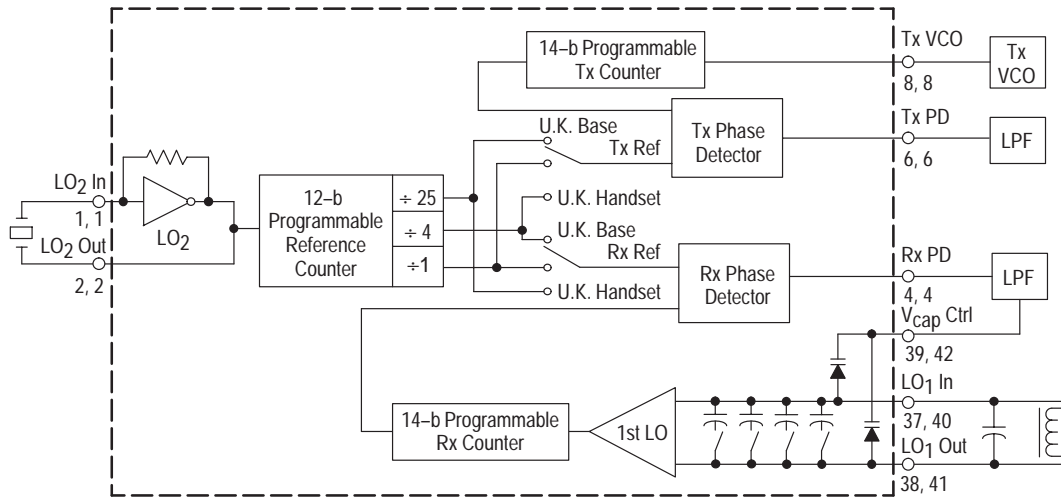 14–b Programmable
Tx Counter
Tx VCO
8, 8
Tx
VCO
U.K. Base
Tx Ref
Tx Phase
Detector
Tx PD
6, 6
LPF
LO2 In
1, 1
LO2
LO2 Out
2, 2
12–b
Programmable
Reference
Counter
÷ 25
÷ 4
÷1
U.K. Handset
U.K. Base
Rx Ref
U.K. Handset
Rx Phase
Detector
Rx PD
4, 4
LPF
Vcap Ctrl
39, 42
14–b Programmable
Rx Counter
1st LO
LO1 In
37, 40
LO1 Out
38, 41